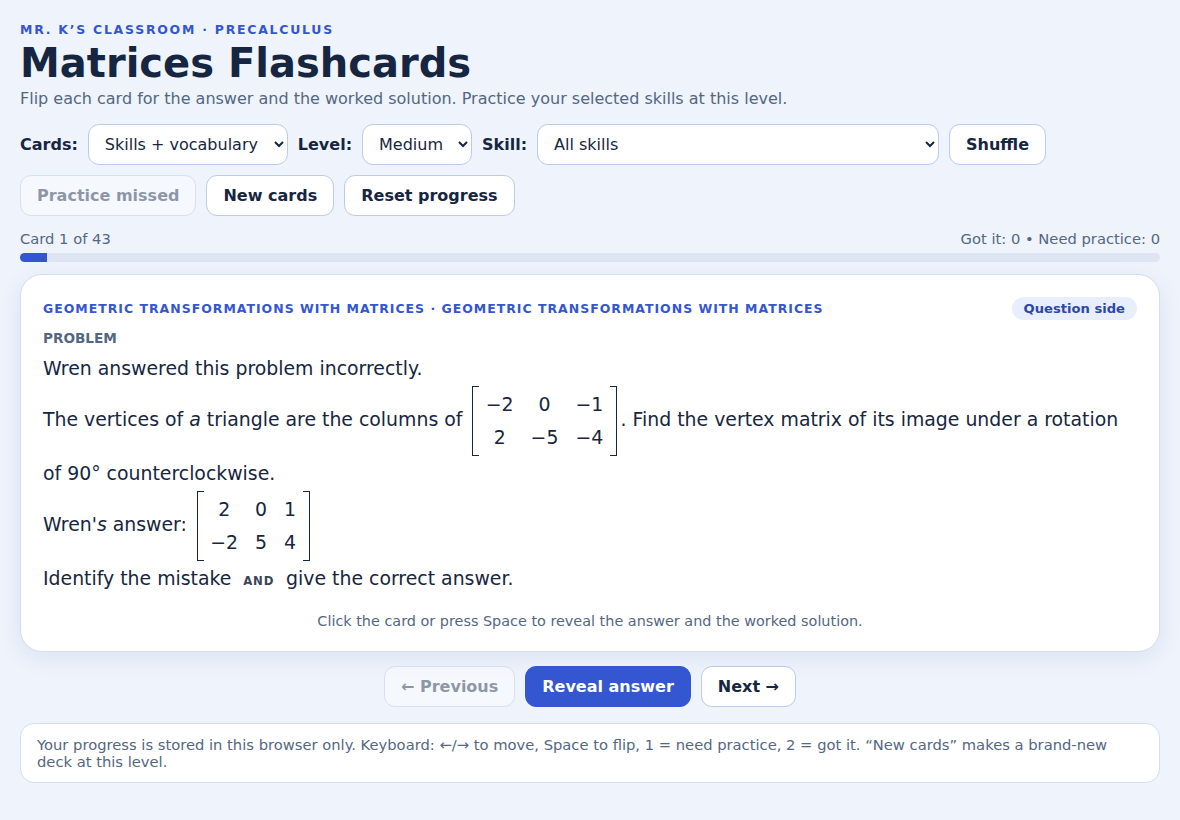 MR. K’S CLASSROOM · PRECALCULUS
Matrices Flashcards
Flip each card for the answer and the worked solution. Practice your selected skills at this level.
Cards: Skills + vocabulary Level: Medium Skill: All skills Shuffle
Practice missed New cards Reset progress
Card 1 of 43 Got it: 0 • Need practice: 0
GEOMETRIC TRANSFORMATIONS WITH MATRICES · GEOMETRIC TRANSFORMATIONS WITH MATRICES Question side
PROBLEM
Wren answered this problem incorrectly.
The vertices of a triangle are the columns of [−2 0 −1
2 −5 −4]. Find the vertex matrix of its image under a rotation
of 90° counterclockwise.
Wren's answer: [2 0 1
−2 5 4]
Identify the mistake AND give the correct answer.
Click the card or press Space to reveal the answer and the worked solution.
← Previous Reveal answer Next →
Your progress is stored in this browser only. Keyboard: ←/→ to move, Space to flip, 1 = need practice, 2 = got it. “New cards” makes a brand-new
deck at this level.